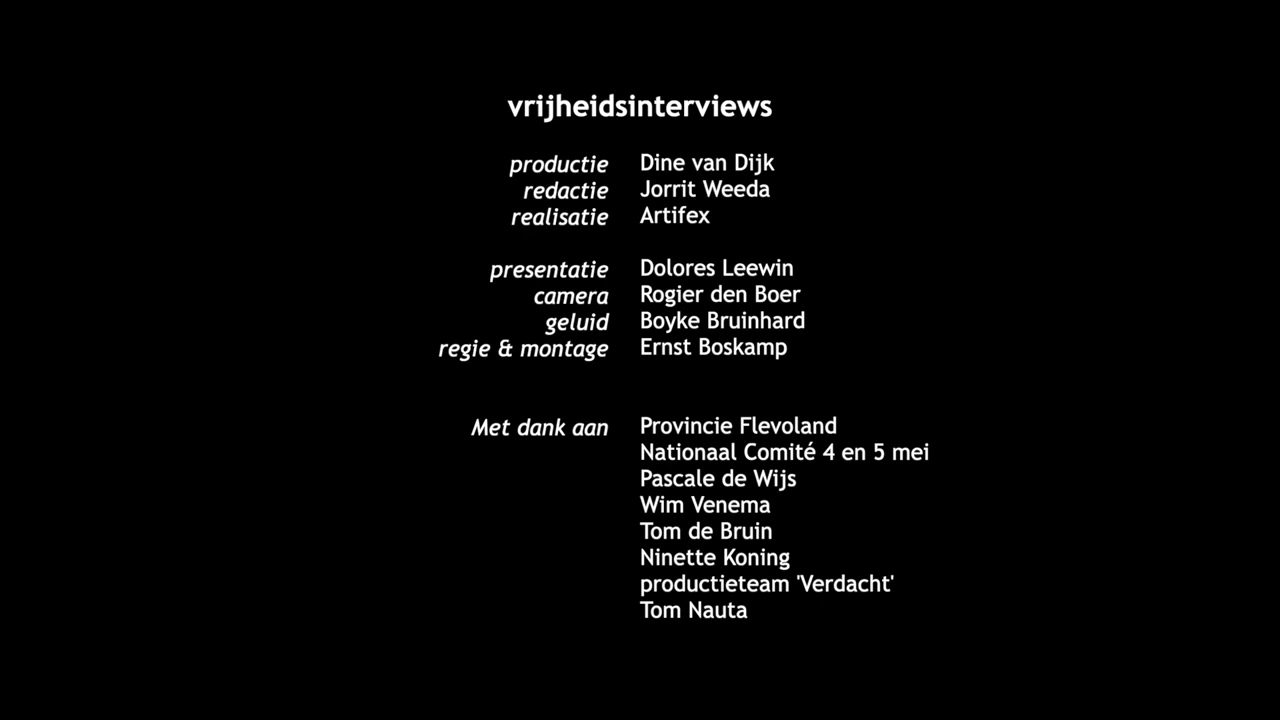 vrijheidsinterviews
productie Dine van Dijk
redactie Jorrit Weeda
realisatie Artifex
presentatie Dolores Leewin
camera Rogier den Boer
geluid Boyke Bruinhard
regie & montage Ernst Boskamp
Met dank aan Provincie Flevoland
Nationaal Comité 4 en 5 mei
Pascale de Wijs
Wim Venema
Tom de Bruin
Ninette Koning
productieteam 'Verdacht'
Tom Nauta